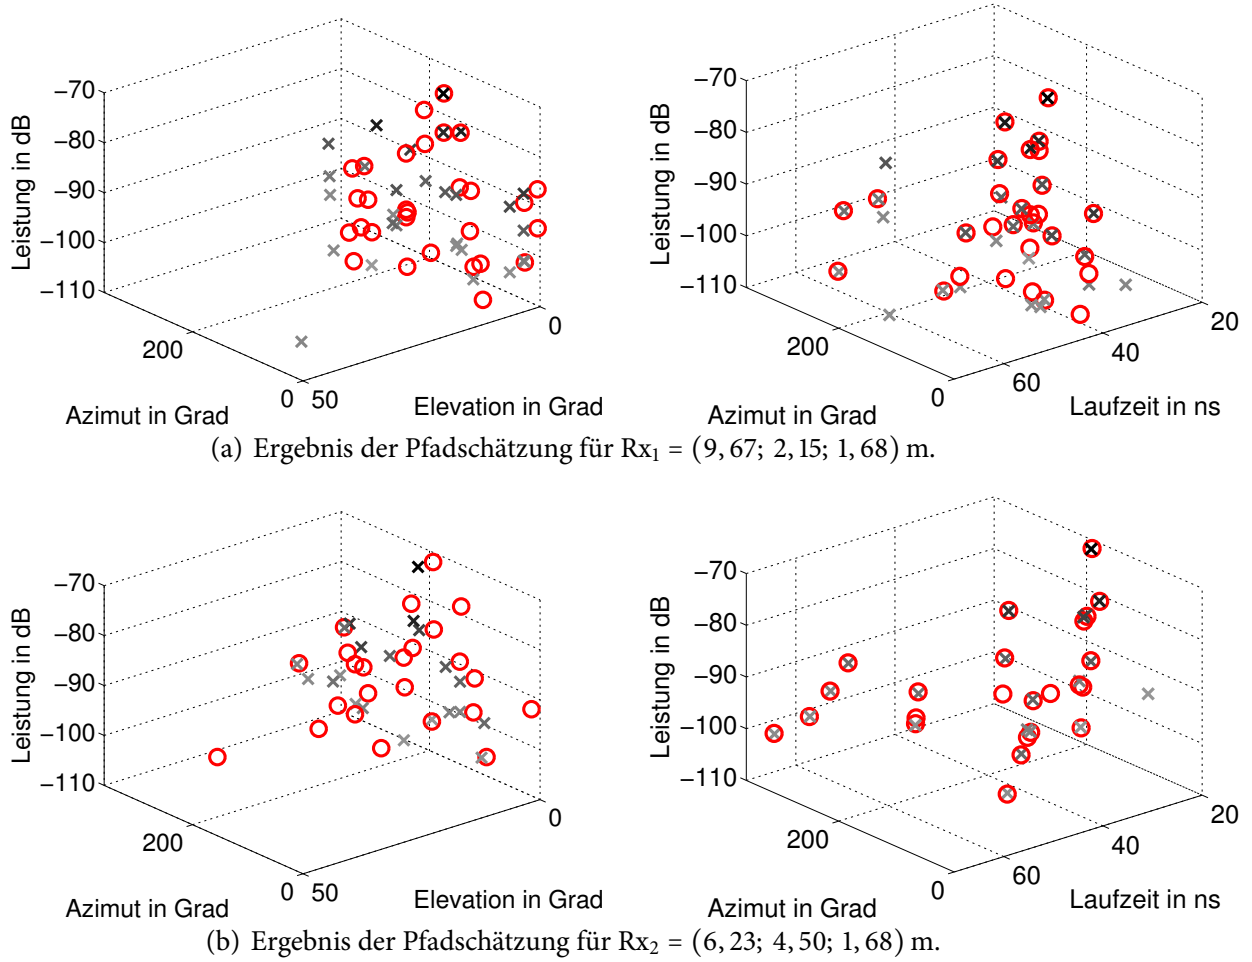 −70
−80
−90
−100
−110
Leistung in dB
200
0
50
0
Azimut in Grad
Elevation in Grad
−70
−80
−90
−100
−110
Leistung in dB
200
0
60
40
20
Azimut in Grad
Laufzeit in ns
(a) Ergebnis der Pfadschätzung für Rx₁ = (9,67; 2,15; 1,68) m.
−70
−80
−90
−100
−110
Leistung in dB
200
0
50
0
Azimut in Grad
Elevation in Grad
−70
−80
−90
−100
−110
Leistung in dB
200
0
60
40
20
Azimut in Grad
Laufzeit in ns
(b) Ergebnis der Pfadschätzung für Rx₂ = (6,23; 4,50; 1,68) m.